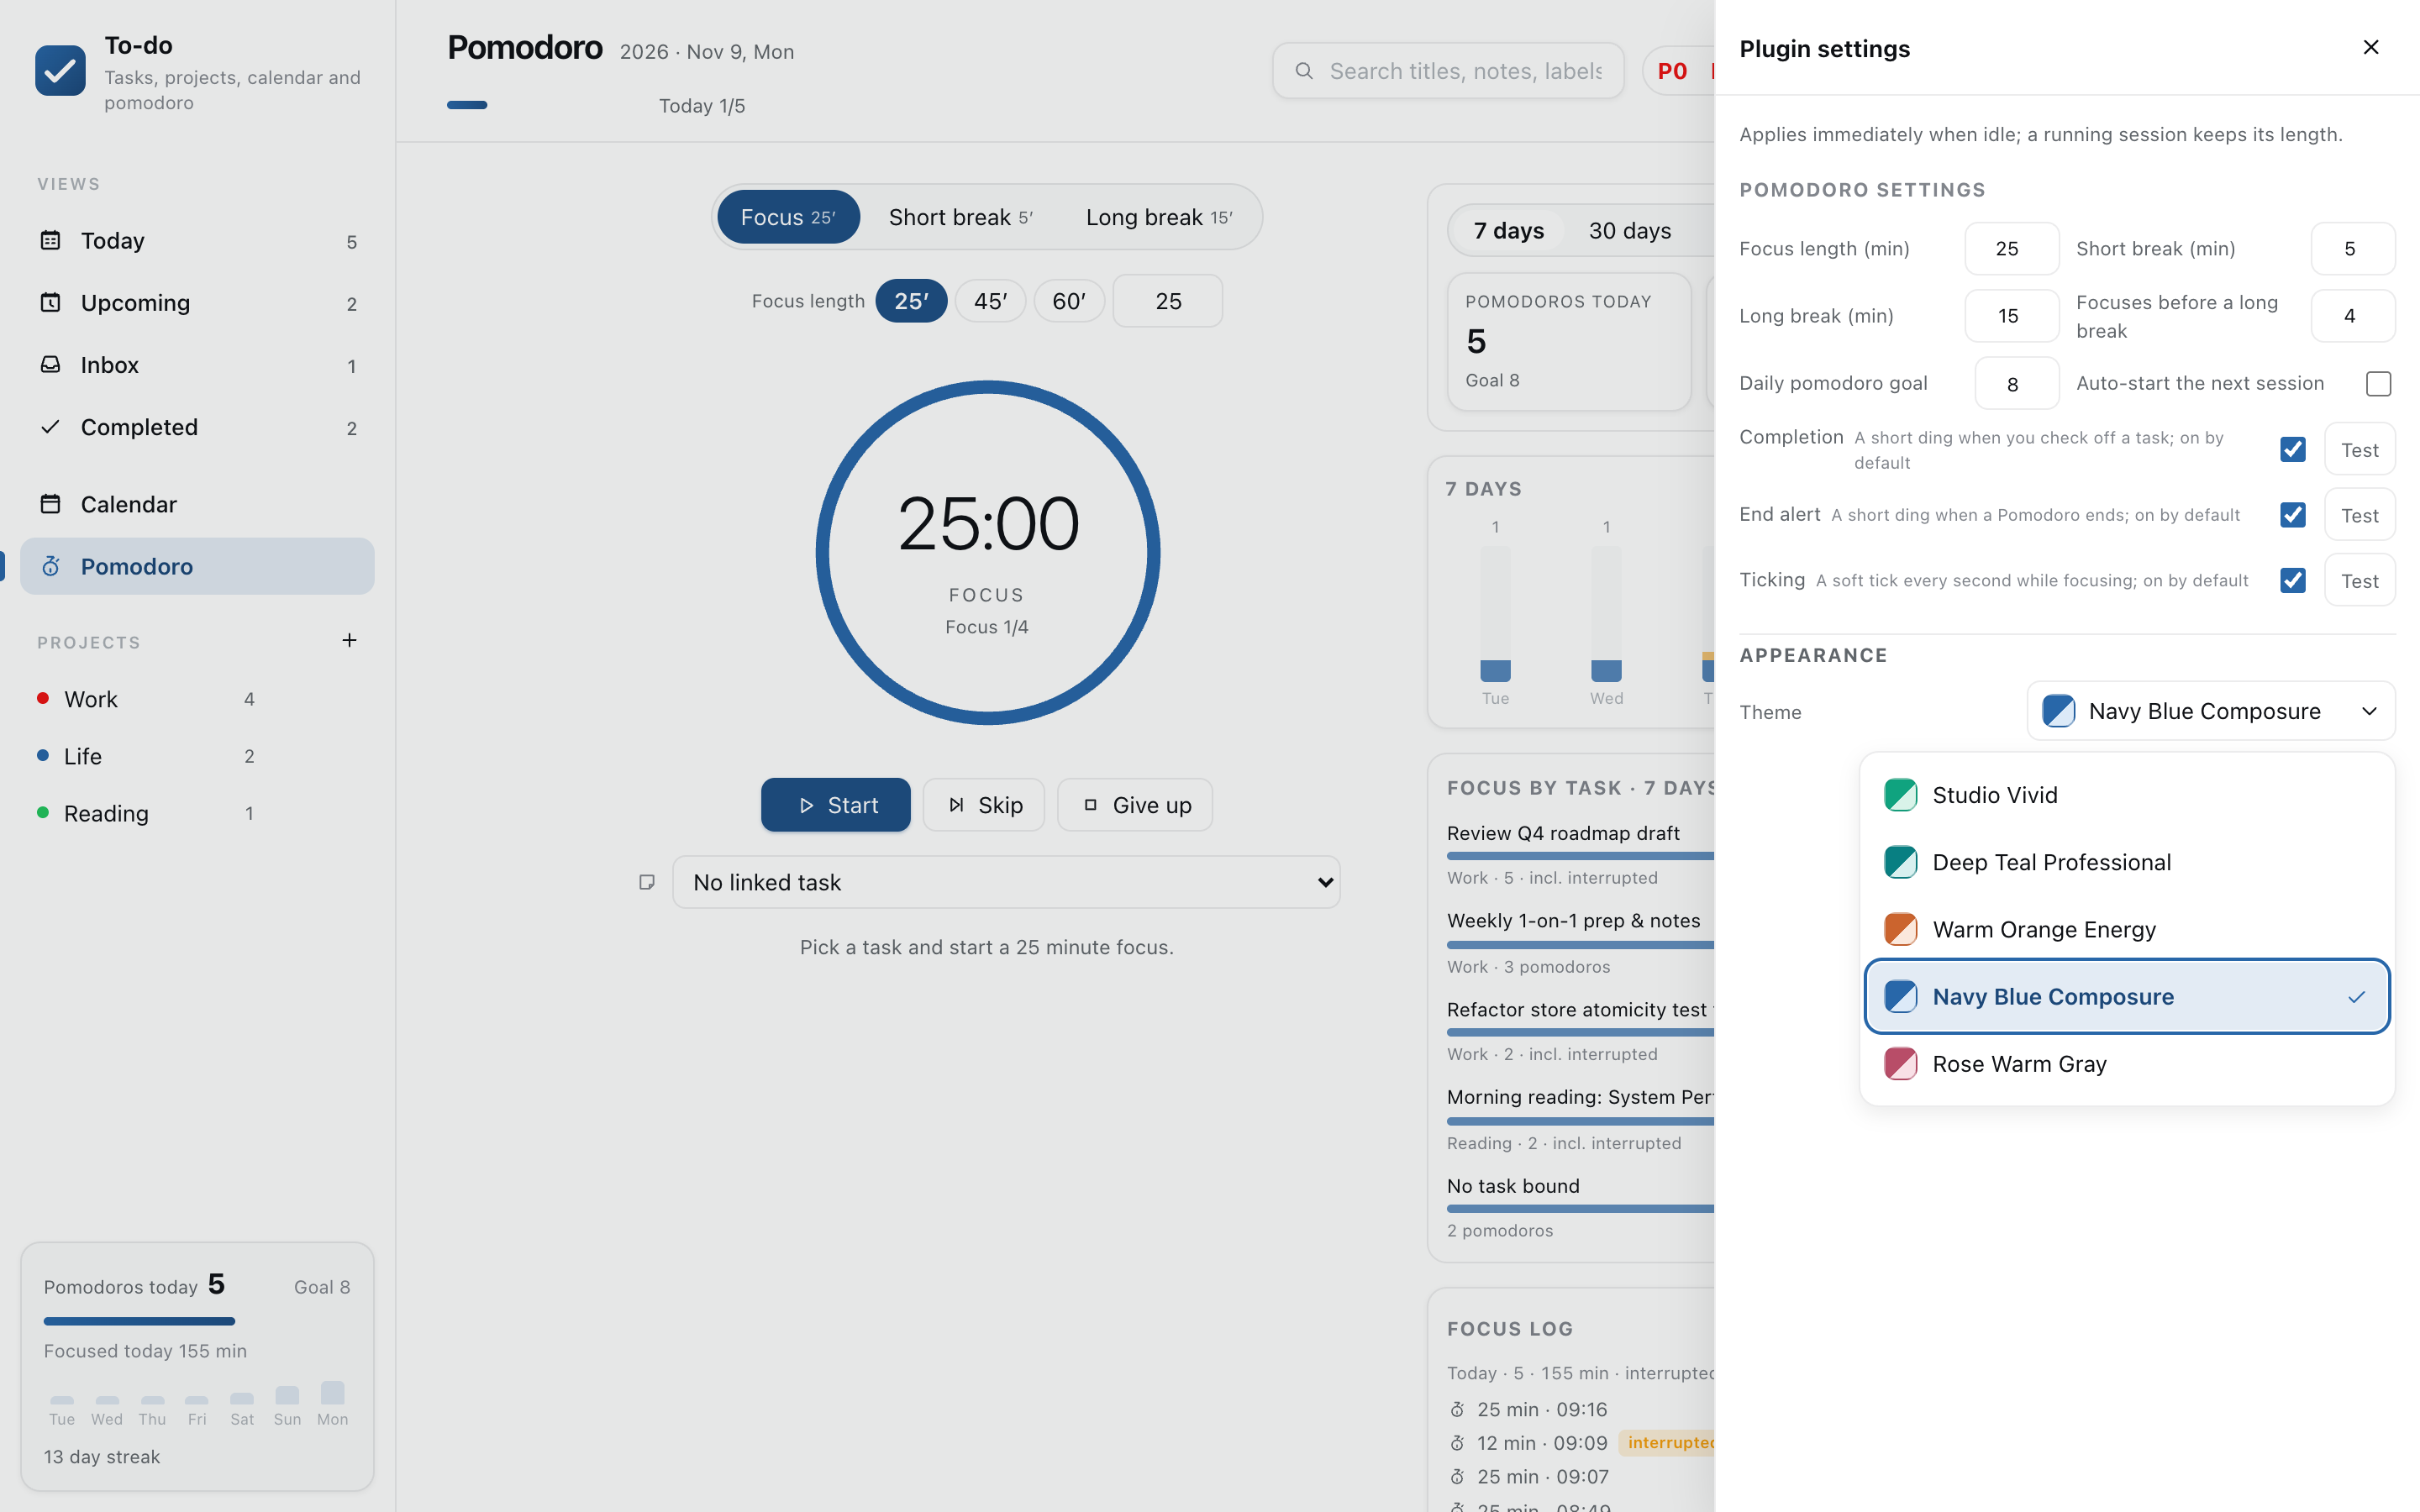 To-do
Tasks, projects, calendar and
pomodoro
VIEWS
Today 5
Upcoming 2
Inbox 1
Completed 2
Calendar
Pomodoro
PROJECTS
Work 4
Life 2
Reading 1
Pomodoros today 5 Goal 8
Focused today 155 min
Tue Wed Thu Fri Sat Sun Mon
13 day streak
Pomodoro 2026 · Nov 9, Mon
Today 1/5
Search titles, notes, labels
P0
Focus 25′ Short break 5′ Long break 15′
Focus length 25′ 45′ 60′ 25
25:00
FOCUS
Focus 1/4
Start Skip Give up
No linked task
Pick a task and start a 25 minute focus.
7 days 30 days
POMODOROS TODAY
5
Goal 8
7 DAYS
1 1
Tue Wed T
FOCUS BY TASK · 7 DAYS
Review Q4 roadmap draft
Work · 5 · incl. interrupted
Weekly 1-on-1 prep & notes
Work · 3 pomodoros
Refactor store atomicity test
Work · 2 · incl. interrupted
Morning reading: System Per
Reading · 2 · incl. interrupted
No task bound
2 pomodoros
FOCUS LOG
Today · 5 · 155 min · interrupted
25 min · 09:16
12 min · 09:09 interrupted
25 min · 09:07
25 min · 08:49
Plugin settings
Applies immediately when idle; a running session keeps its length.
POMODORO SETTINGS
Focus length (min) 25 Short break (min) 5
Long break (min) 15 Focuses before a long
break 4
Daily pomodoro goal 8 Auto-start the next session
Completion A short ding when you check off a task; on by
default Test
End alert A short ding when a Pomodoro ends; on by default Test
Ticking A soft tick every second while focusing; on by default Test
APPEARANCE
Theme Navy Blue Composure
Studio Vivid
Deep Teal Professional
Warm Orange Energy
Navy Blue Composure
Rose Warm Gray